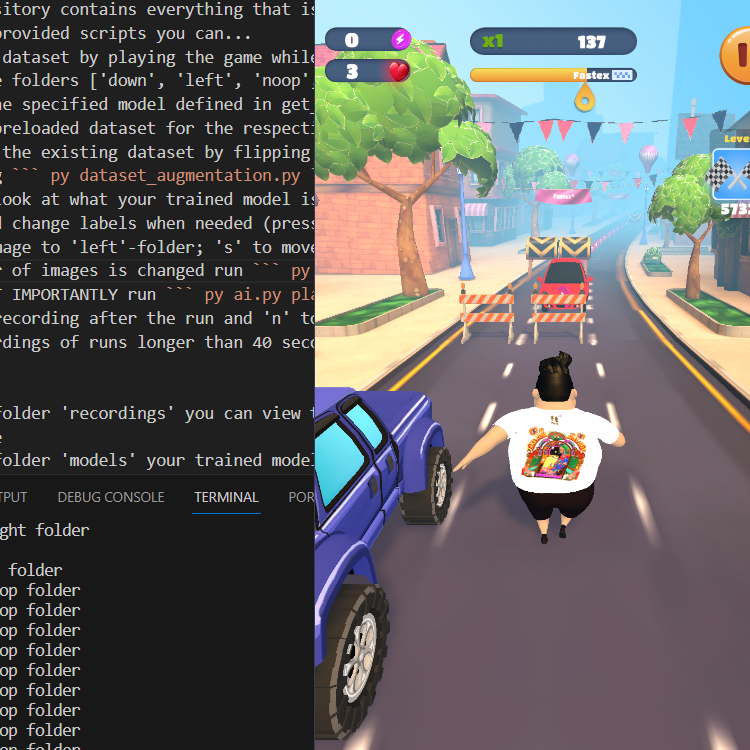 sitory contains everything that is
provided scripts you can...
dataset by playing the game while
e folders ['down', 'left', 'noop',
he specified model defined in get_
preloaded dataset for the respecti
the existing dataset by flipping
g ``` py dataset_augmentation.py
look at what your trained model is
d change labels when needed (press
mage to 'left'-folder; 's' to move
r of images is changed run ``` py
T IMPORTANTLY run ``` py ai.py pla
recording after the run and 'n' to
rdings of runs longer than 40 seco
folder 'recordings' you can view
e
folder 'models' your trained model
TPUT DEBUG CONSOLE TERMINAL POR
ght folder
folder
op folder
op folder
op folder
op folder
op folder
op folder
op folder
op folder
op folder
0
3
x1 137
Fastex
Fastex
Level
573